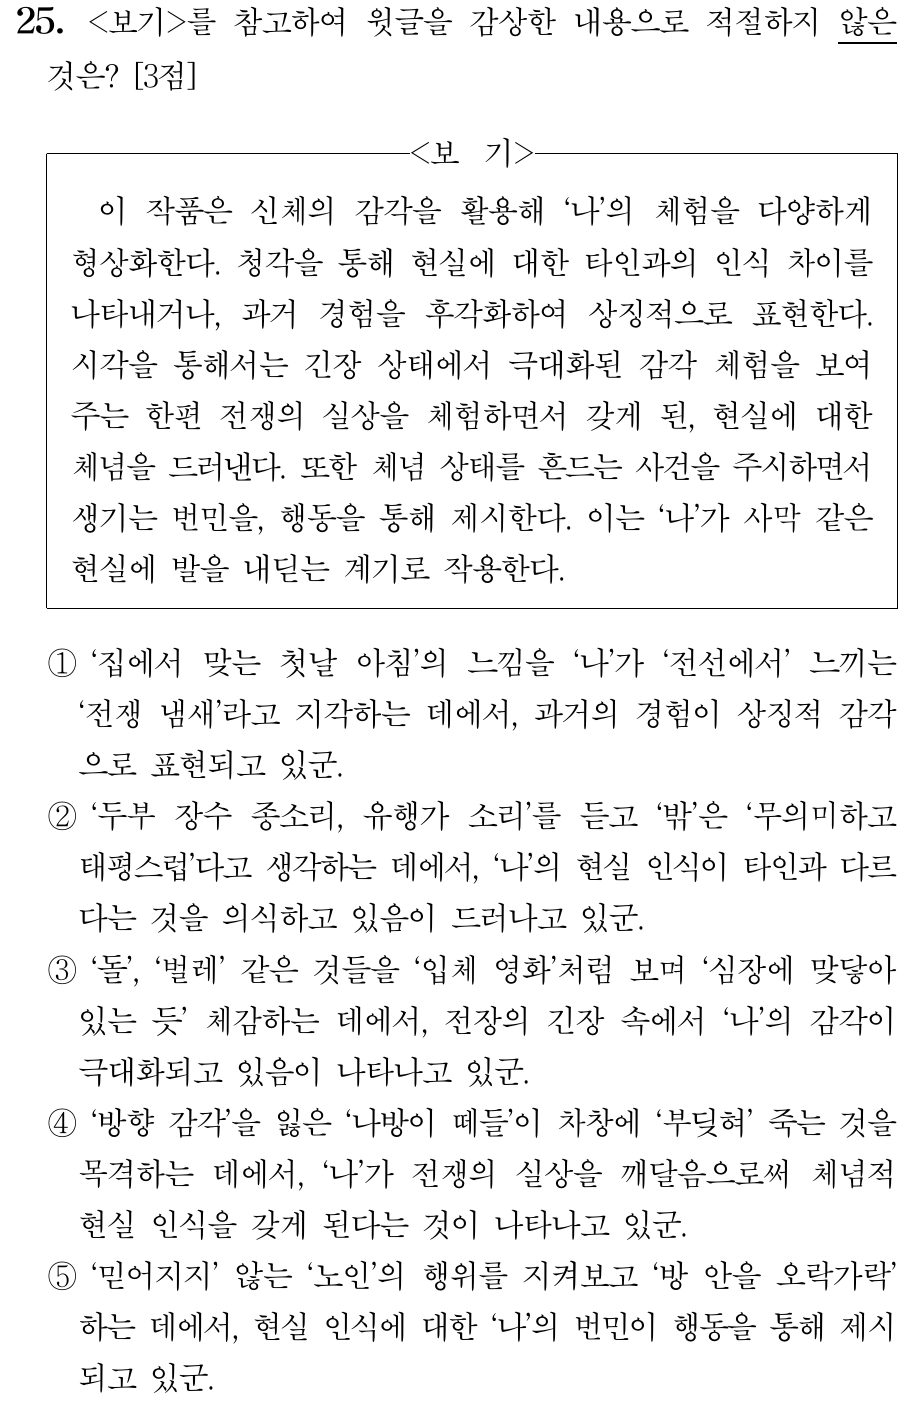 25. <보기>를 참고하여 윗글을 감상한 내용으로 적절하지 않은
것은? [3점]
<보 기>
이 작품은 신체의 감각을 활용해 ‘나’의 체험을 다양하게
형상화한다. 청각을 통해 현실에 대한 타인과의 인식 차이를
나타내거나, 과거 경험을 후각화하여 상징적으로 표현한다.
시각을 통해서는 긴장 상태에서 극대화된 감각 체험을 보여
주는 한편 전쟁의 실상을 체험하면서 갖게 된, 현실에 대한
체념을 드러낸다. 또한 체념 상태를 흔드는 사건을 주시하면서
생기는 번민을, 행동을 통해 제시한다. 이는 ‘나’가 사막 같은
현실에 발을 내딛는 계기로 작용한다.
① ‘집에서 맞는 첫날 아침’의 느낌을 ‘나’가 ‘전선에서’ 느끼는
‘전쟁 냄새’라고 지각하는 데에서, 과거의 경험이 상징적 감각
으로 표현되고 있군.
② ‘두부 장수 종소리, 유행가 소리’를 듣고 ‘밖’은 ‘무의미하고
태평스럽’다고 생각하는 데에서, ‘나’의 현실 인식이 타인과 다르
다는 것을 의식하고 있음이 드러나고 있군.
③ ‘돌’, ‘벌레’ 같은 것들을 ‘입체 영화’처럼 보며 ‘심장에 맞닿아
있는 듯’ 체감하는 데에서, 전장의 긴장 속에서 ‘나’의 감각이
극대화되고 있음이 나타나고 있군.
④ ‘방향 감각’을 잃은 ‘나방이 떼들’이 차창에 ‘부딪혀’ 죽는 것을
목격하는 데에서, ‘나’가 전쟁의 실상을 깨달음으로써 체념적
현실 인식을 갖게 된다는 것이 나타나고 있군.
⑤ ‘믿어지지’ 않는 ‘노인’의 행위를 지켜보고 ‘방 안을 오락가락’
하는 데에서, 현실 인식에 대한 ‘나’의 번민이 행동을 통해 제시
되고 있군.